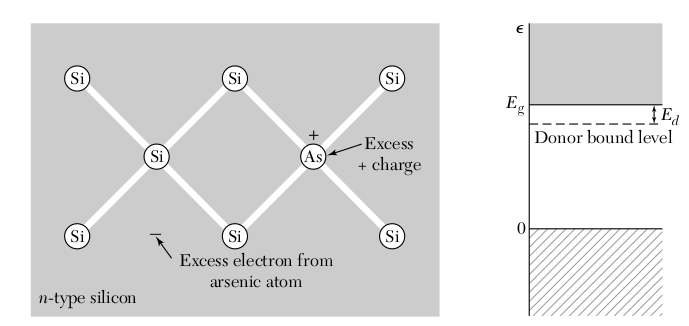 Si
Si
Si
+
Si
As
Excess
+ charge
Si
–
Si
Si
Excess electron from
arsenic atom
n-type silicon
ϵ
E_g
E_d
Donor bound level
0